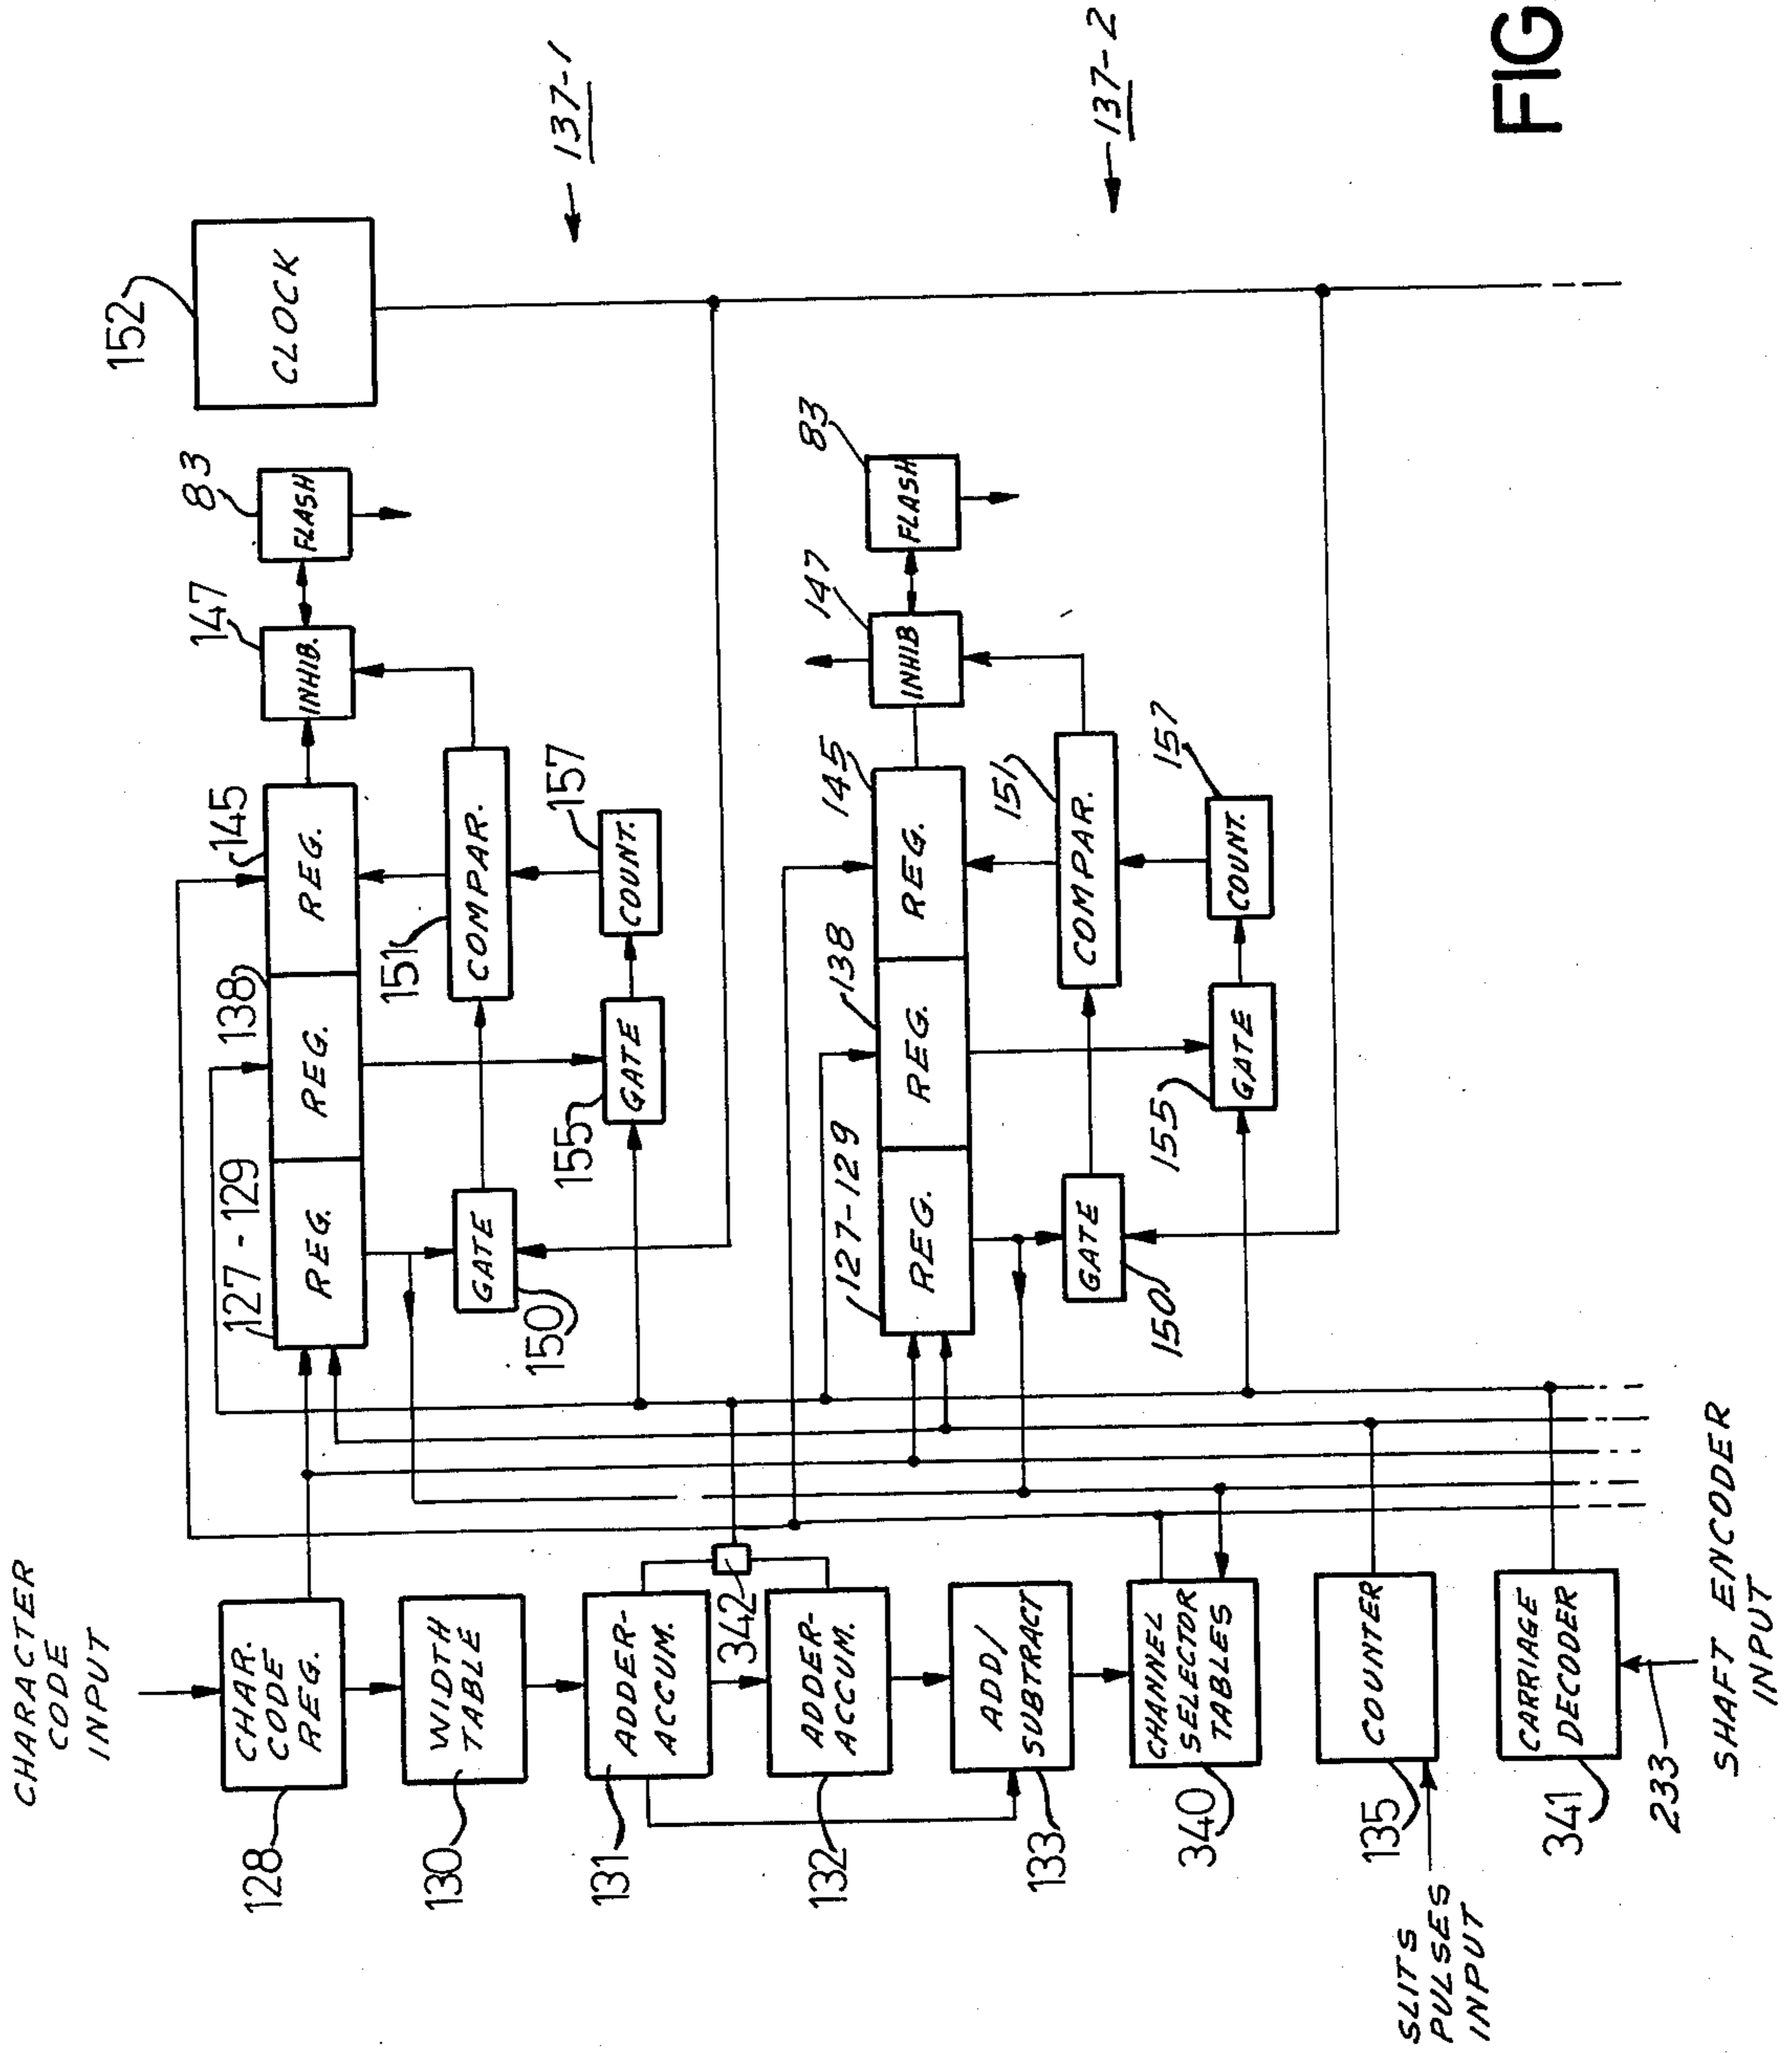 CHARACTER
CODE
INPUT
128
CHAR.
CODE
REG.
130
WIDTH
TABLE
131
ADDER-
ACCUM.
342
132
ADDER-
ACCUM.
133
ADD/
SUBTRACT
340
CHANNEL
SELECTOR
TABLES
135
COUNTER
SLITS
PULSES
INPUT
341
CARRIAGE
DECODER
233
SHAFT ENCODER
INPUT
127-129
REG.
138
REG.
145
REG.
147
INHIB.
83
FLASH
150
GATE
151
COMPAR.
155
GATE
157
COUNT.
152
CLOCK
137-1
127-129
REG.
138
REG.
145
REG.
147
INHIB
83
FLASH
150
GATE
151
COMPAR.
155
GATE
157
COUNT.
137-2
FIG